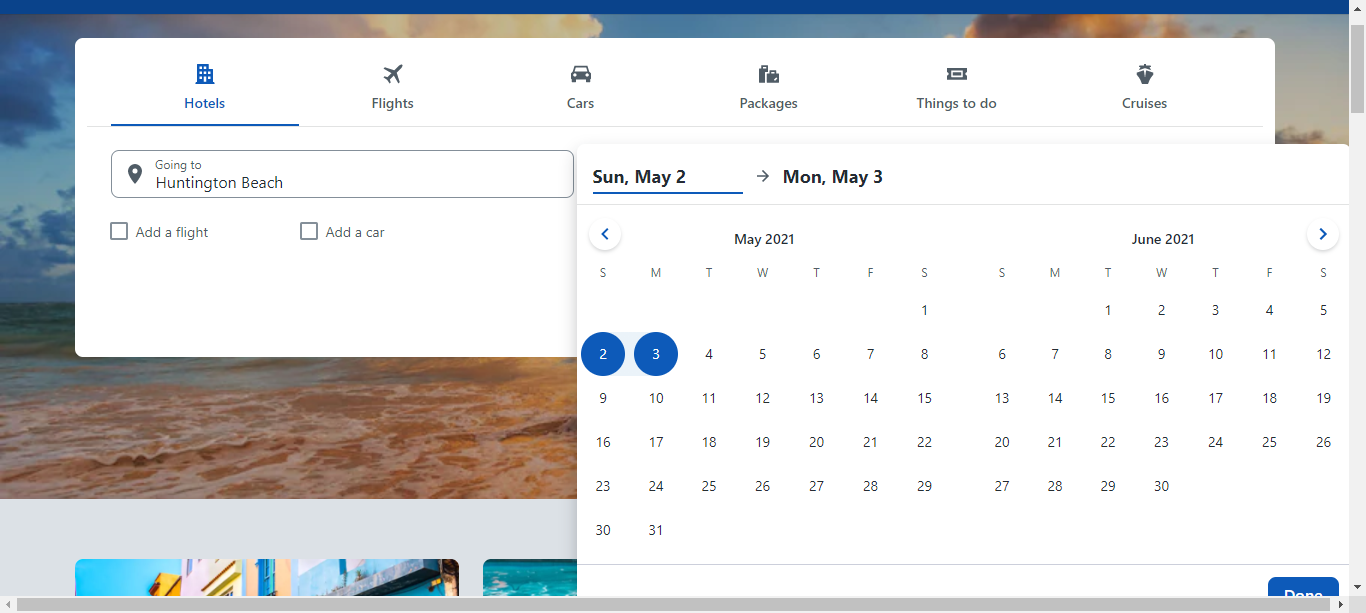 Hotels Flights Cars Packages Things to do Cruises
Going to
Huntington Beach
Add a flight Add a car
Sun, May 2 Mon, May 3
May 2021
S M T W T F S
1
2 3 4 5 6 7 8
9 10 11 12 13 14 15
16 17 18 19 20 21 22
23 24 25 26 27 28 29
30 31
June 2021
S M T W T F S
1 2 3 4 5
6 7 8 9 10 11 12
13 14 15 16 17 18 19
20 21 22 23 24 25 26
27 28 29 30
Done